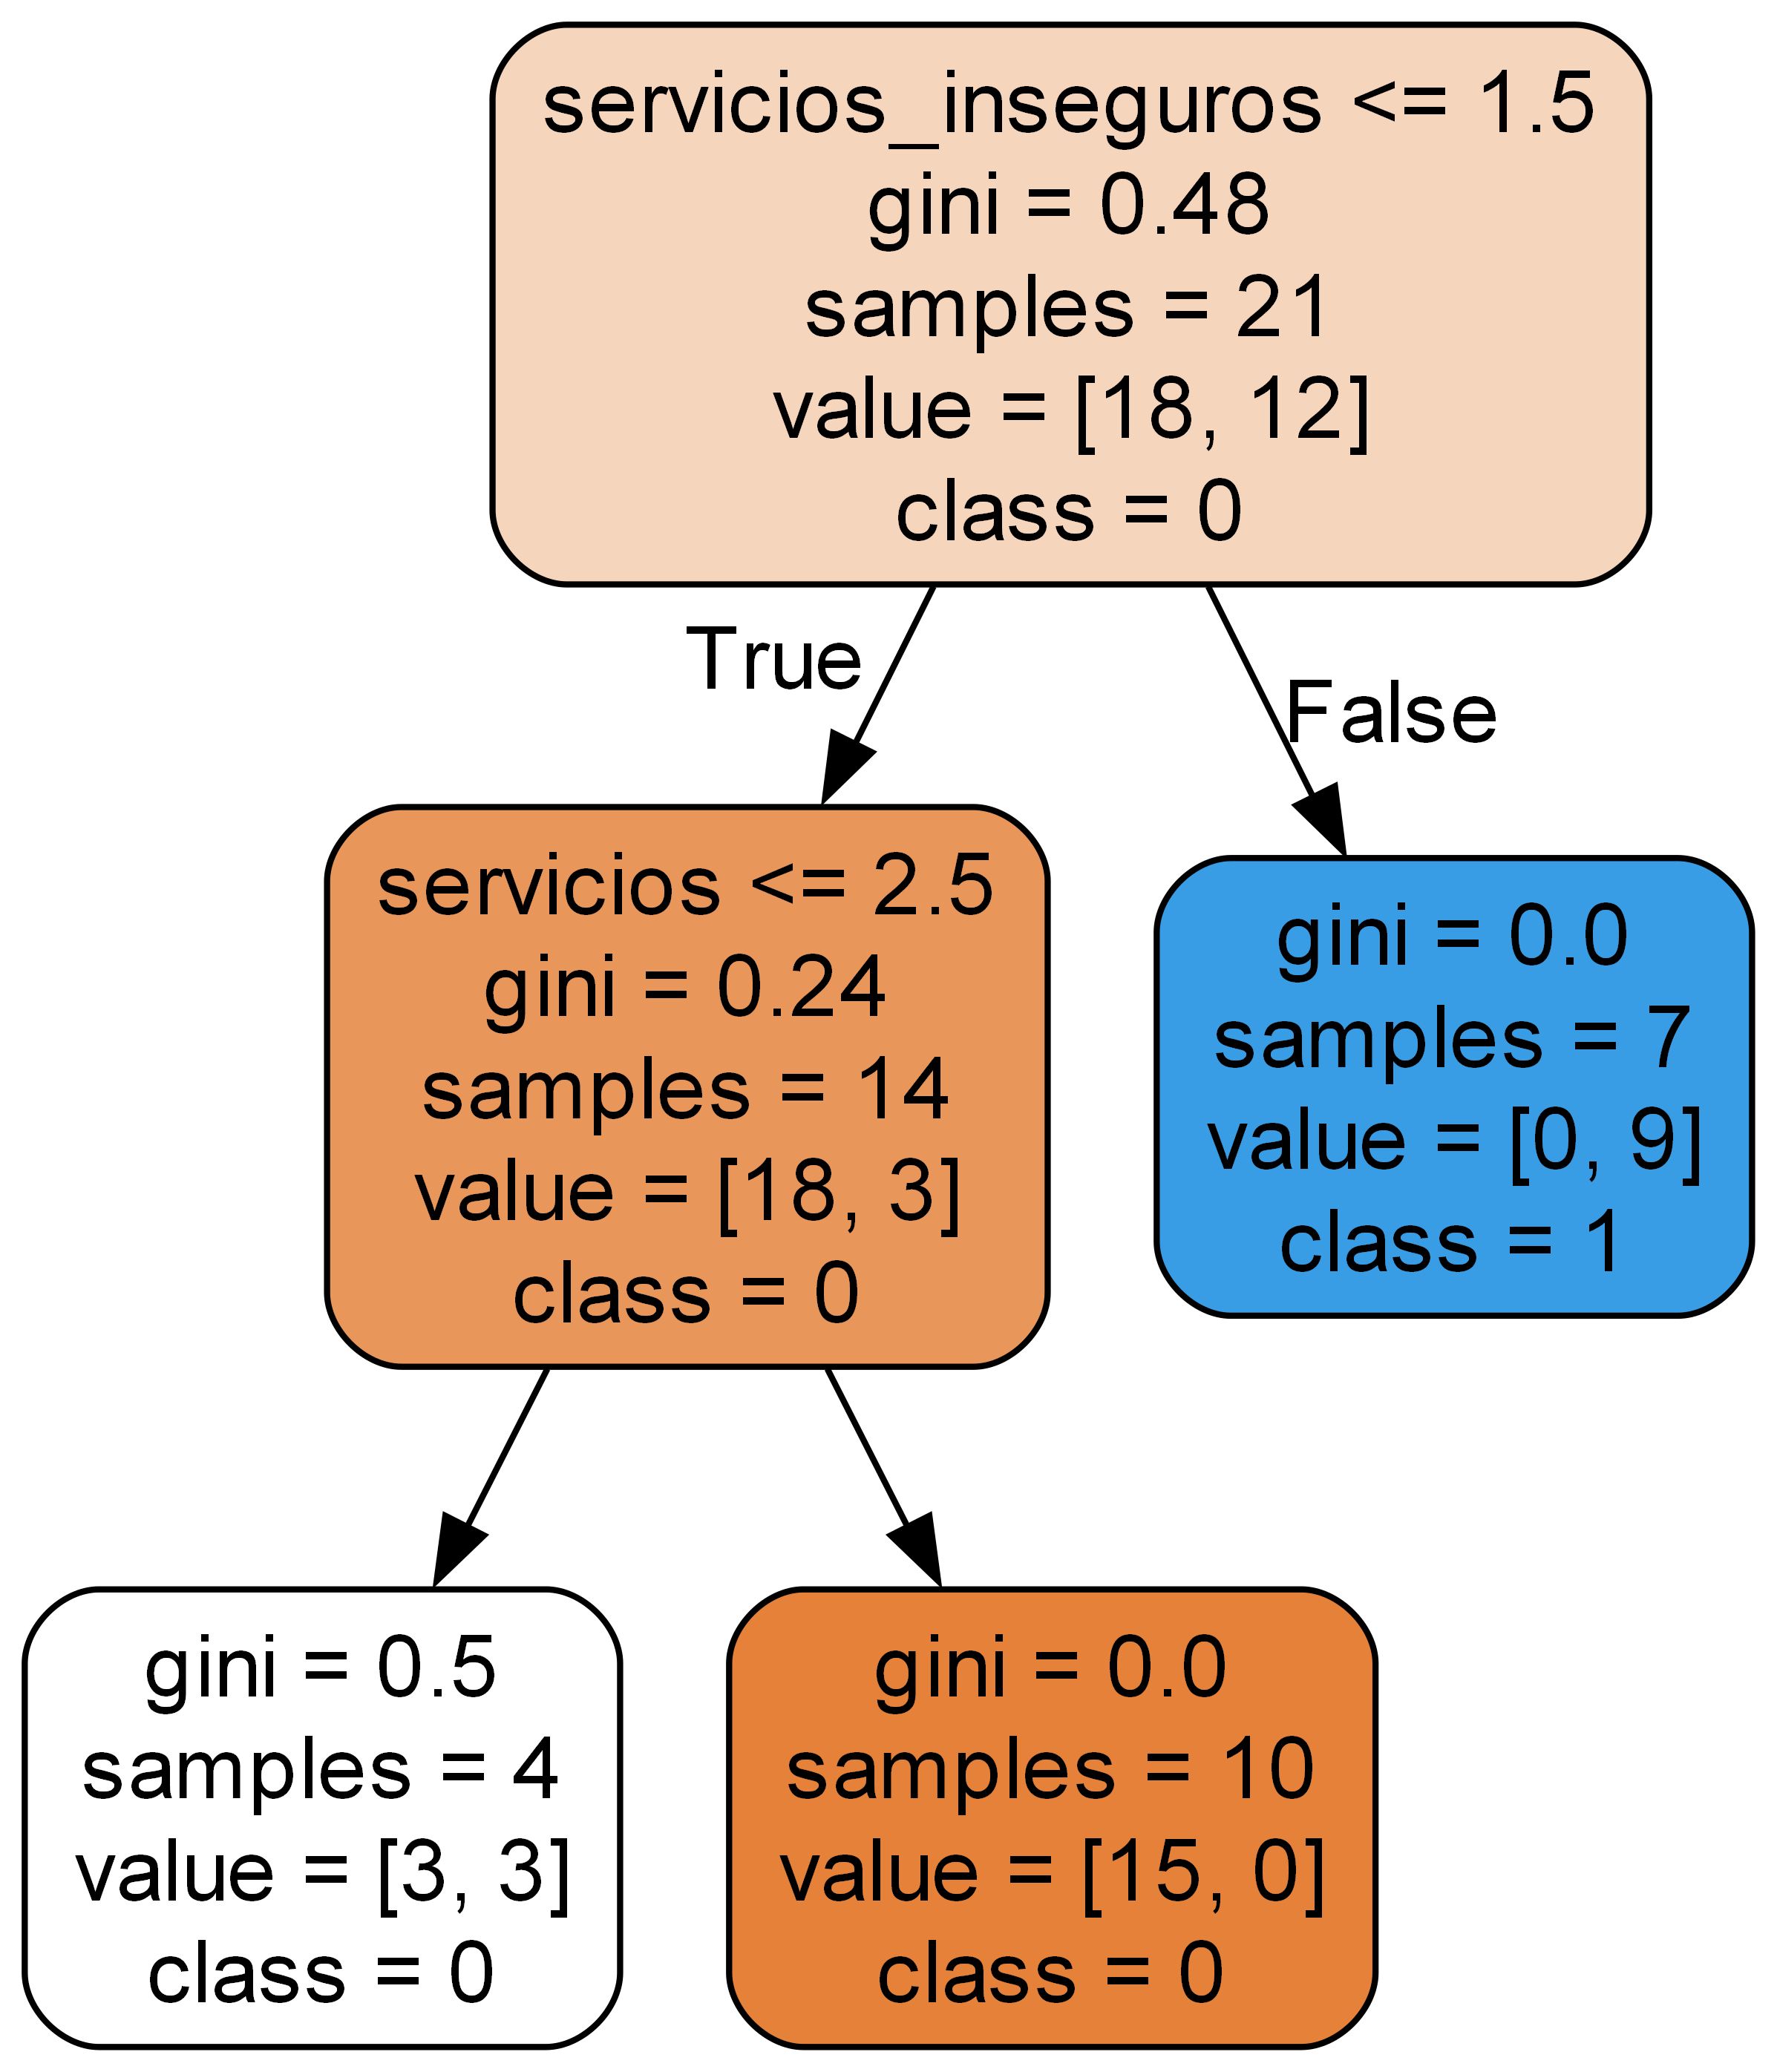 servicios_inseguros <= 1.5
gini = 0.48
samples = 21
value = [18, 12]
class = 0
True
False
servicios <= 2.5
gini = 0.24
samples = 14
value = [18, 3]
class = 0
gini = 0.0
samples = 7
value = [0, 9]
class = 1
gini = 0.5
samples = 4
value = [3, 3]
class = 0
gini = 0.0
samples = 10
value = [15, 0]
class = 0